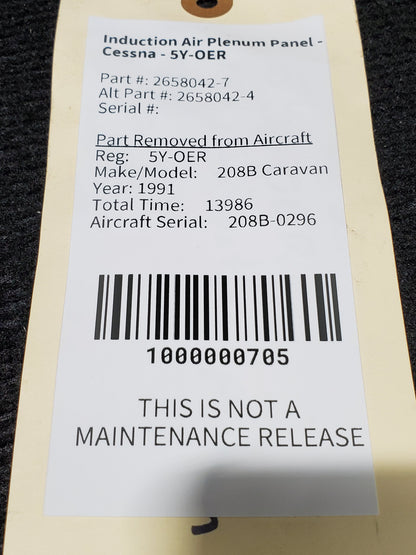 Induction Air Plenum Panel -
Cessna - 5Y-OER
Part #: 2658042-7
Alt Part #: 2658042-4
Serial #:
Part Removed from Aircraft
Reg: 5Y-OER
Make/Model: 208B Caravan
Year: 1991
Total Time: 13986
Aircraft Serial: 208B-0296
1000000705
THIS IS NOT A
MAINTENANCE RELEASE